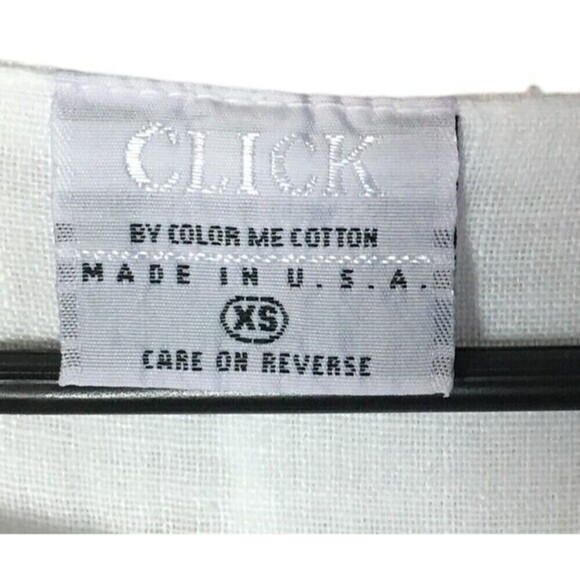 CLICK
BY COLOR ME COTTON
MADE IN U.S.A.
XS
CARE ON REVERSE